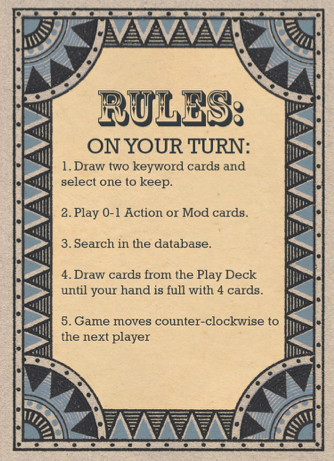 RULES:
ON YOUR TURN:
1. Draw two keyword cards and
select one to keep.
2. Play 0-1 Action or Mod cards.
3. Search in the database.
4. Draw cards from the Play Deck
until your hand is full with 4 cards.
5. Game moves counter-clockwise to
the next player